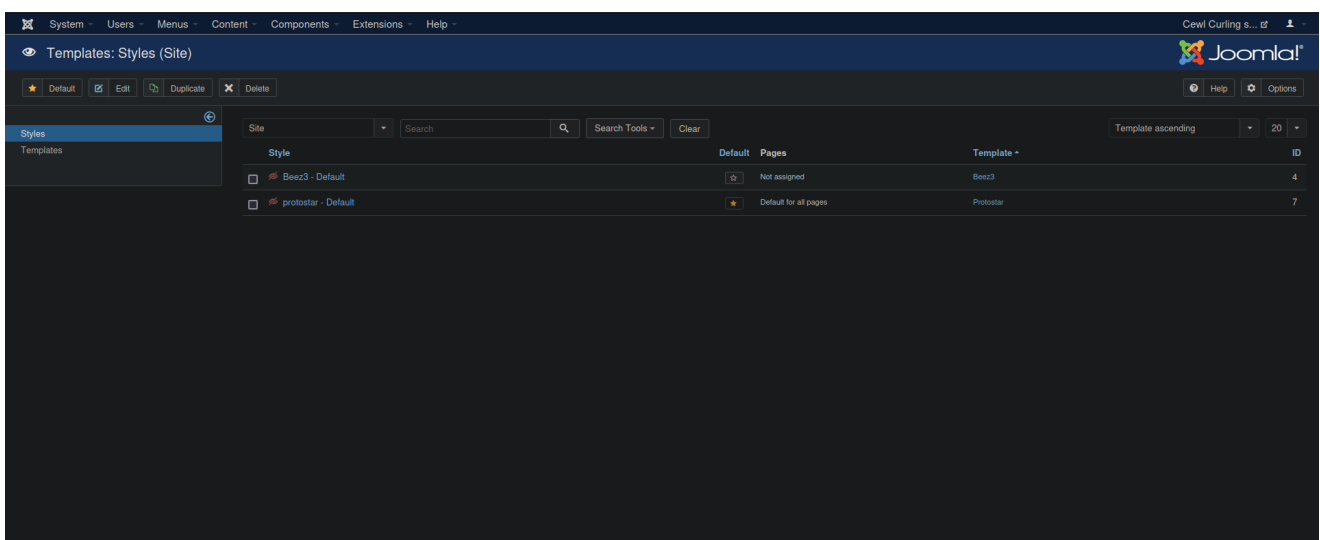 System Users Menus Content Components Extensions Help Cewl Curling s...
Templates: Styles (Site) Joomla!®
Default Edit Duplicate Delete Help Options
Styles
Templates
Site Search Search Tools Clear Template ascending 20
Style Default Pages Template ID
Beez3 - Default Not assigned Beez3 4
protostar - Default Default for all pages Protostar 7